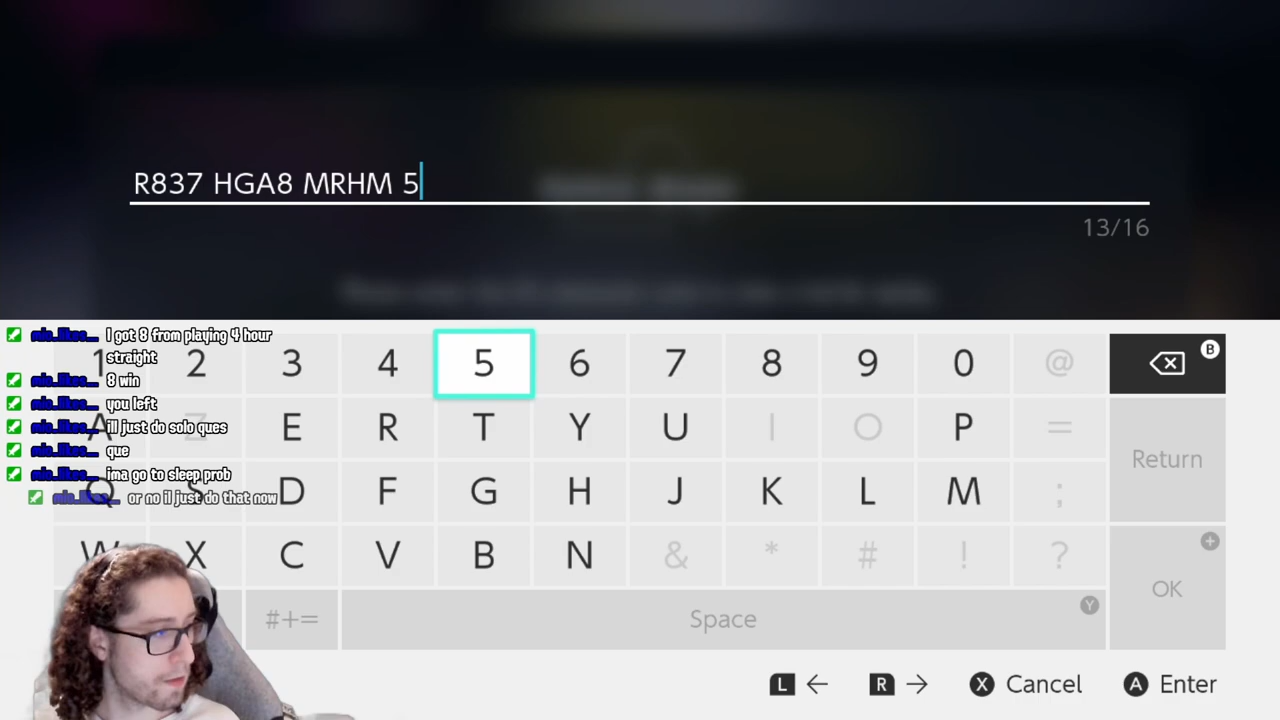 R837 HGA8 MRHM 5
13/16
I got 8 from playing 4 hour
straight
8 win
you left
ill just do solo ques
que
ima go to sleep prob
or no il just do that now
1 2 3 4 5 6 7 8 9 0 @ B
A Z E R T Y U I O P =
Return
Q S D F G H J K L M ;
W X C V B N & * # ! ? +
OK
#+= Space Y
L ← R → X Cancel A Enter